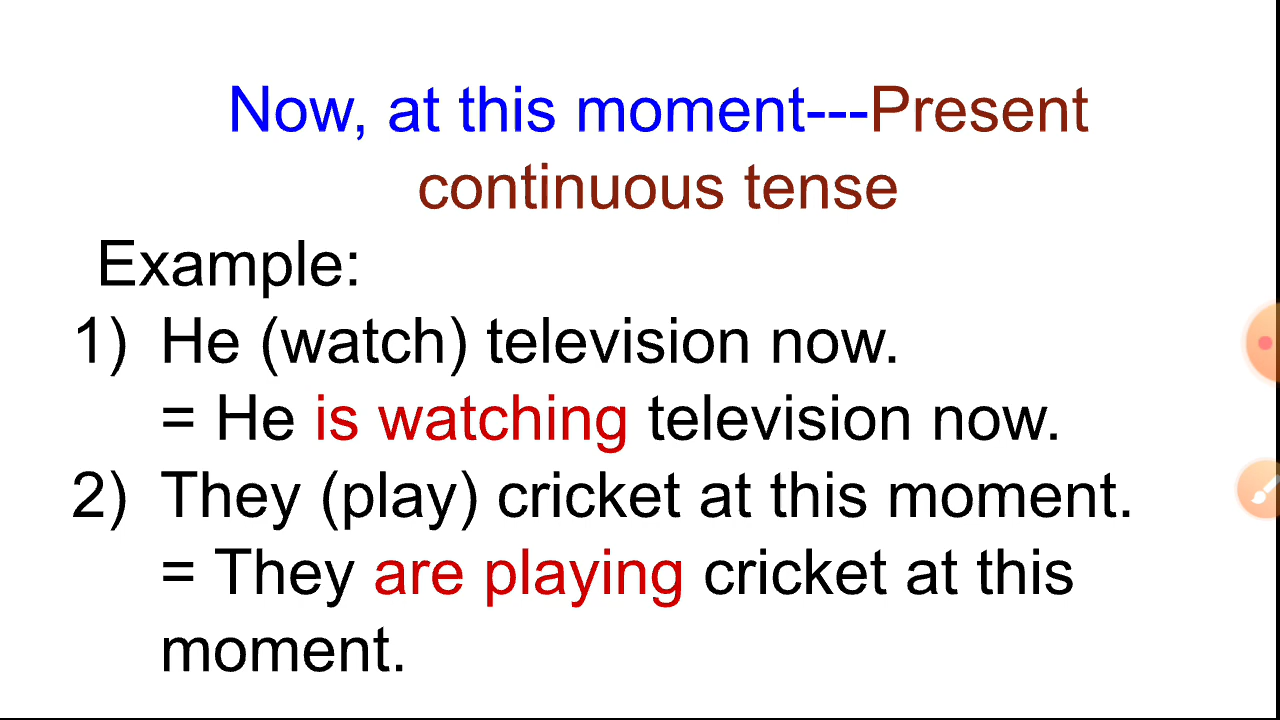 Now, at this moment---Present
continuous tense
Example:
1) He (watch) television now.
= He is watching television now.
2) They (play) cricket at this moment.
= They are playing cricket at this
moment.